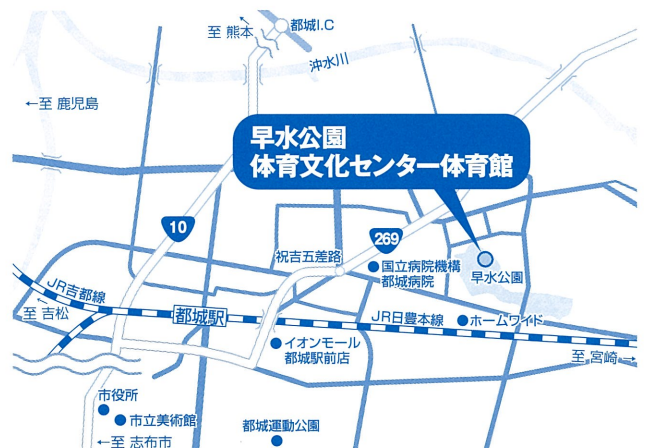 至 熊本
都城I.C
沖水川
←至 鹿児島
早水公園
体育文化センター体育館
10
269
祝吉五差路
国立病院機構
都城病院
早水公園
JR吉都線
至 吉松
都城駅
JR日豊本線
ホームワイド
イオンモール
都城駅前店
至 宮崎→
市役所
市立美術館
都城運動公園
←至 志布市